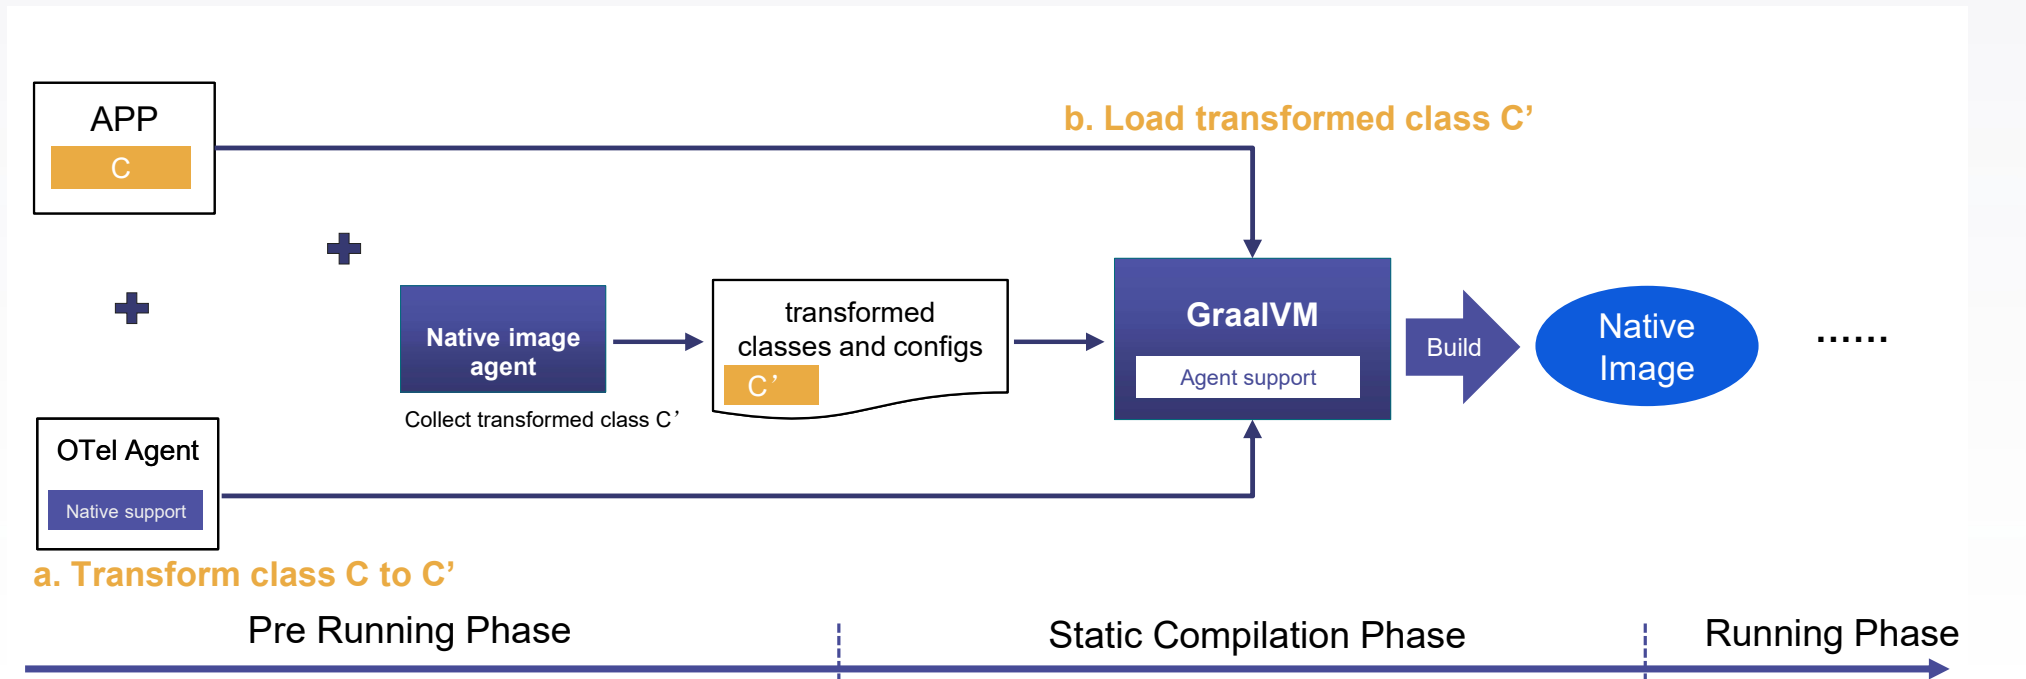 APP
C
b. Load transformed class C’
Native image
agent
Collect transformed class C’
transformed
classes and configs
C’
GraalVM
Agent support
Build
Native
Image
......
OTel Agent
Native support
a. Transform class C to C’
Pre Running Phase
Static Compilation Phase
Running Phase